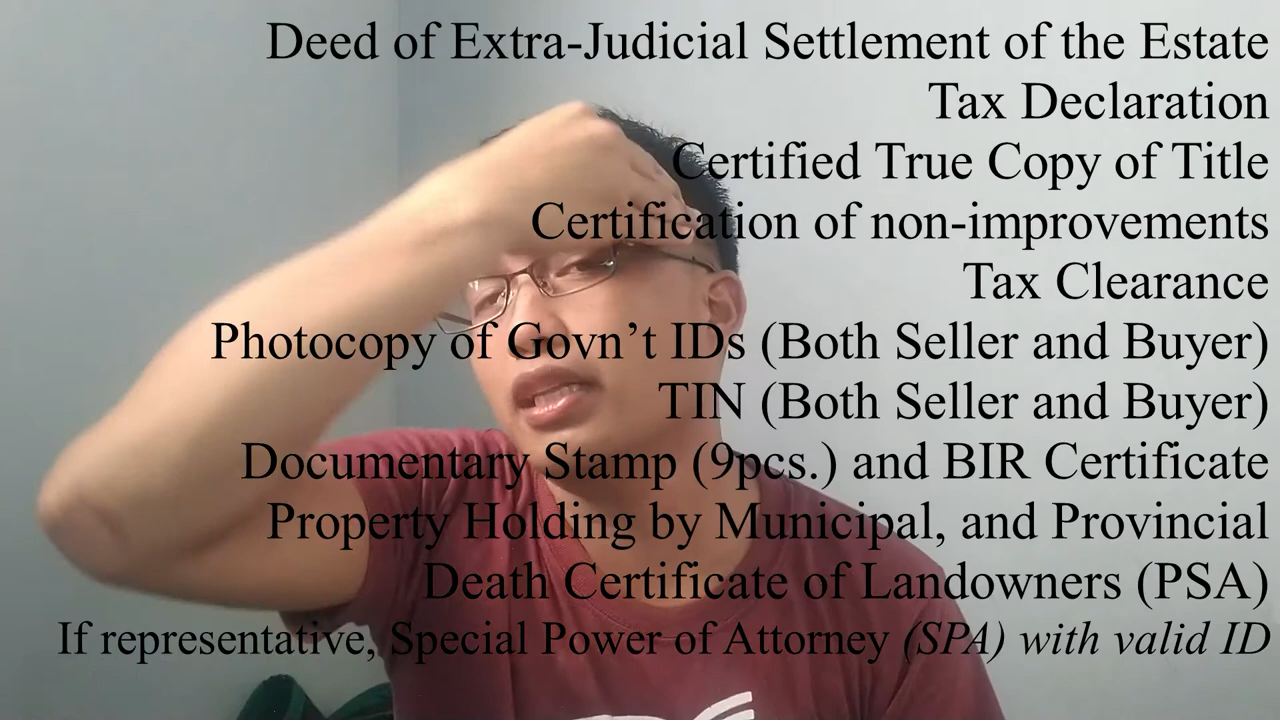 Deed of Extra-Judicial Settlement of the Estate
Tax Declaration
Certified True Copy of Title
Certification of non-improvements
Tax Clearance
Photocopy of Govn’t IDs (Both Seller and Buyer)
TIN (Both Seller and Buyer)
Documentary Stamp (9pcs.) and BIR Certificate
Property Holding by Municipal, and Provincial
Death Certificate of Landowners (PSA)
If representative, Special Power of Attorney (SPA) with valid ID